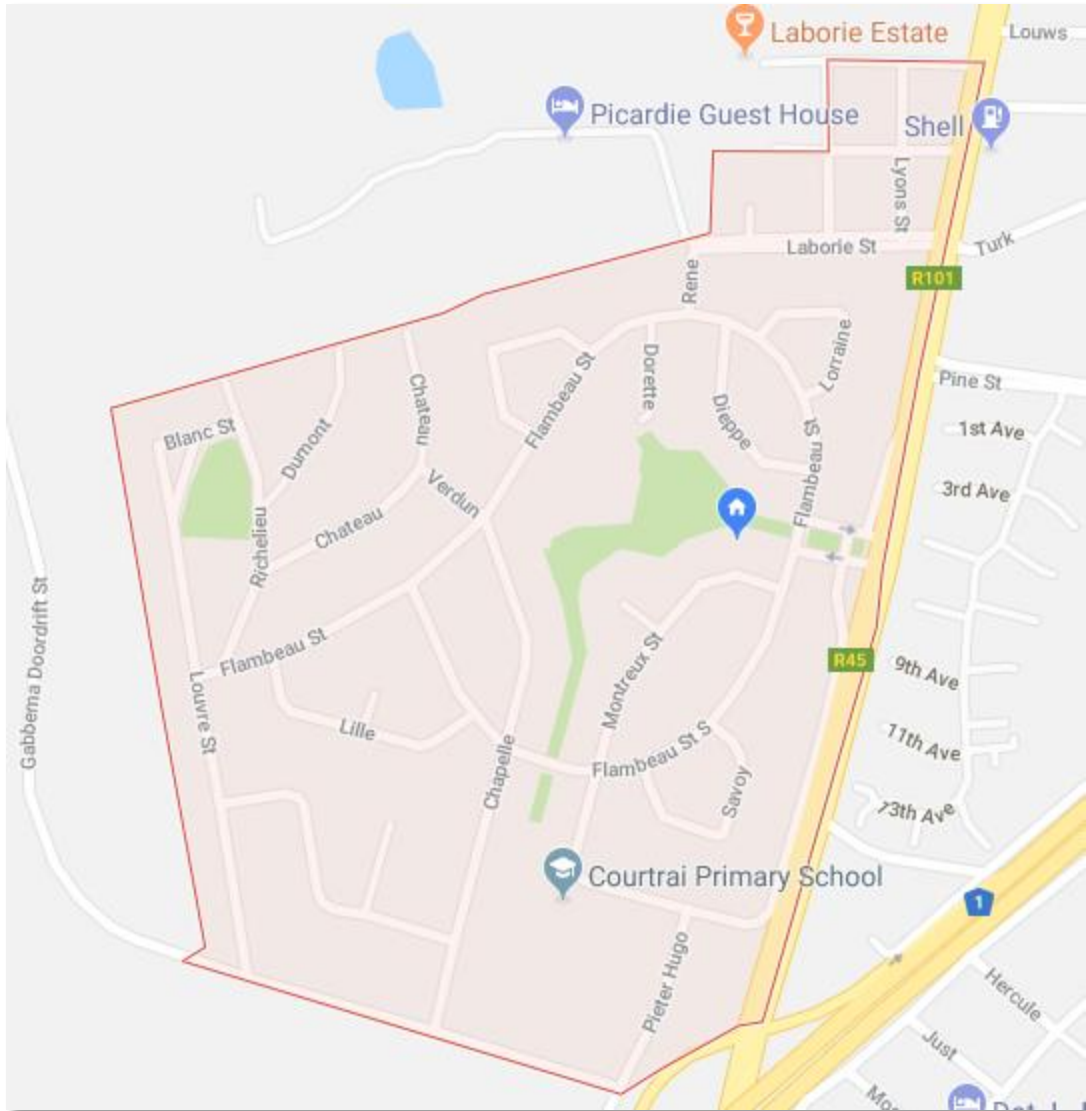 Laborie Estate
Louws
Picardie Guest House
Shell
Lyons St
Laborie St
Turk
Rene
R101
Lorraine
Dorette
Pine St
Chateau
Flambeau St
Dieppe
1st Ave
Blanc St
Dumont
Verdun
Flambeau St
3rd Ave
Chateau
Richelieu
Gabbema Doordrift St
Flambeau St
Montreux St
R45
9th Ave
Louvre St
Lille
11th Ave
Flambeau St S
Chapelle
Savoy
13th Ave
Courtrai Primary School
1
Pieter Hugo
Hercule
Just